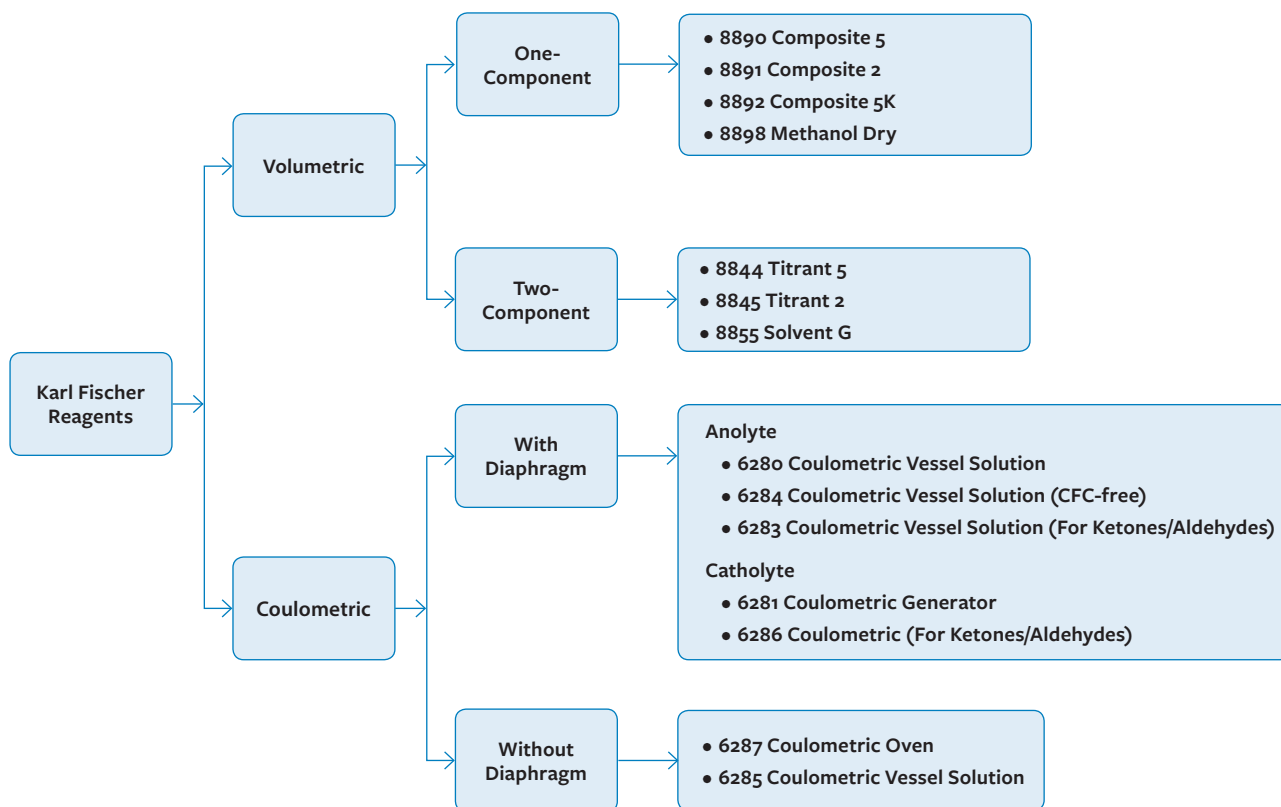 Karl Fischer
Reagents
Volumetric
One-
Component
• 8890 Composite 5
• 8891 Composite 2
• 8892 Composite 5K
• 8898 Methanol Dry
Two-
Component
• 8844 Titrant 5
• 8845 Titrant 2
• 8855 Solvent G
Coulometric
With
Diaphragm
Anolyte
• 6280 Coulometric Vessel Solution
• 6284 Coulometric Vessel Solution (CFC-free)
• 6283 Coulometric Vessel Solution (For Ketones/Aldehydes)
Catholyte
• 6281 Coulometric Generator
• 6286 Coulometric (For Ketones/Aldehydes)
Without
Diaphragm
• 6287 Coulometric Oven
• 6285 Coulometric Vessel Solution